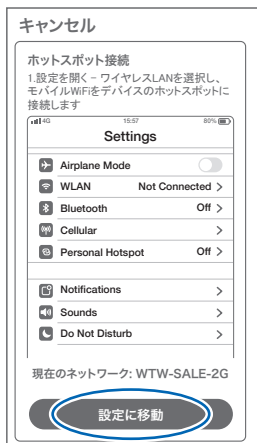 キャンセル
ホットスポット接続
1.設定を開く – ワイヤレスLANを選択し、
モバイルWiFiをデバイスのホットスポットに
接続します
4G 15:57 80%
Settings
Airplane Mode
WLAN Not Connected >
Bluetooth Off >
Cellular >
Personal Hotspot Off >
Notifications >
Sounds >
Do Not Disturb >
現在のネットワーク: WTW-SALE-2G
設定に移動